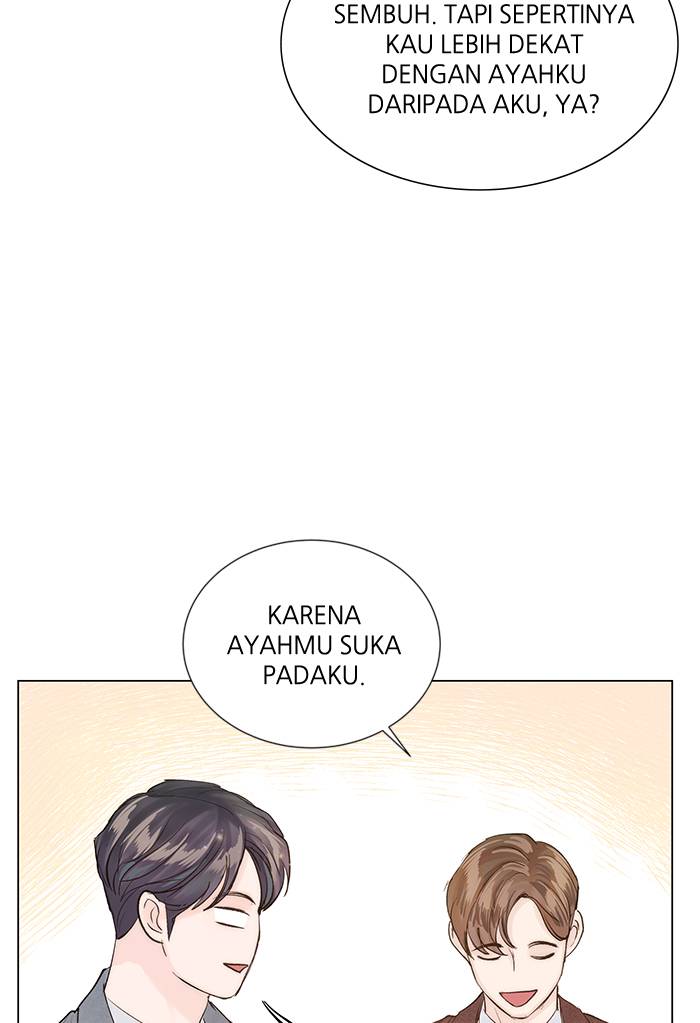 SEMBUH. TAPI SEPERTINYA
KAU LEBIH DEKAT
DENGAN AYAHKU
DARIPADA AKU, YA?
KARENA
AYAHMU SUKA
PADAKU.